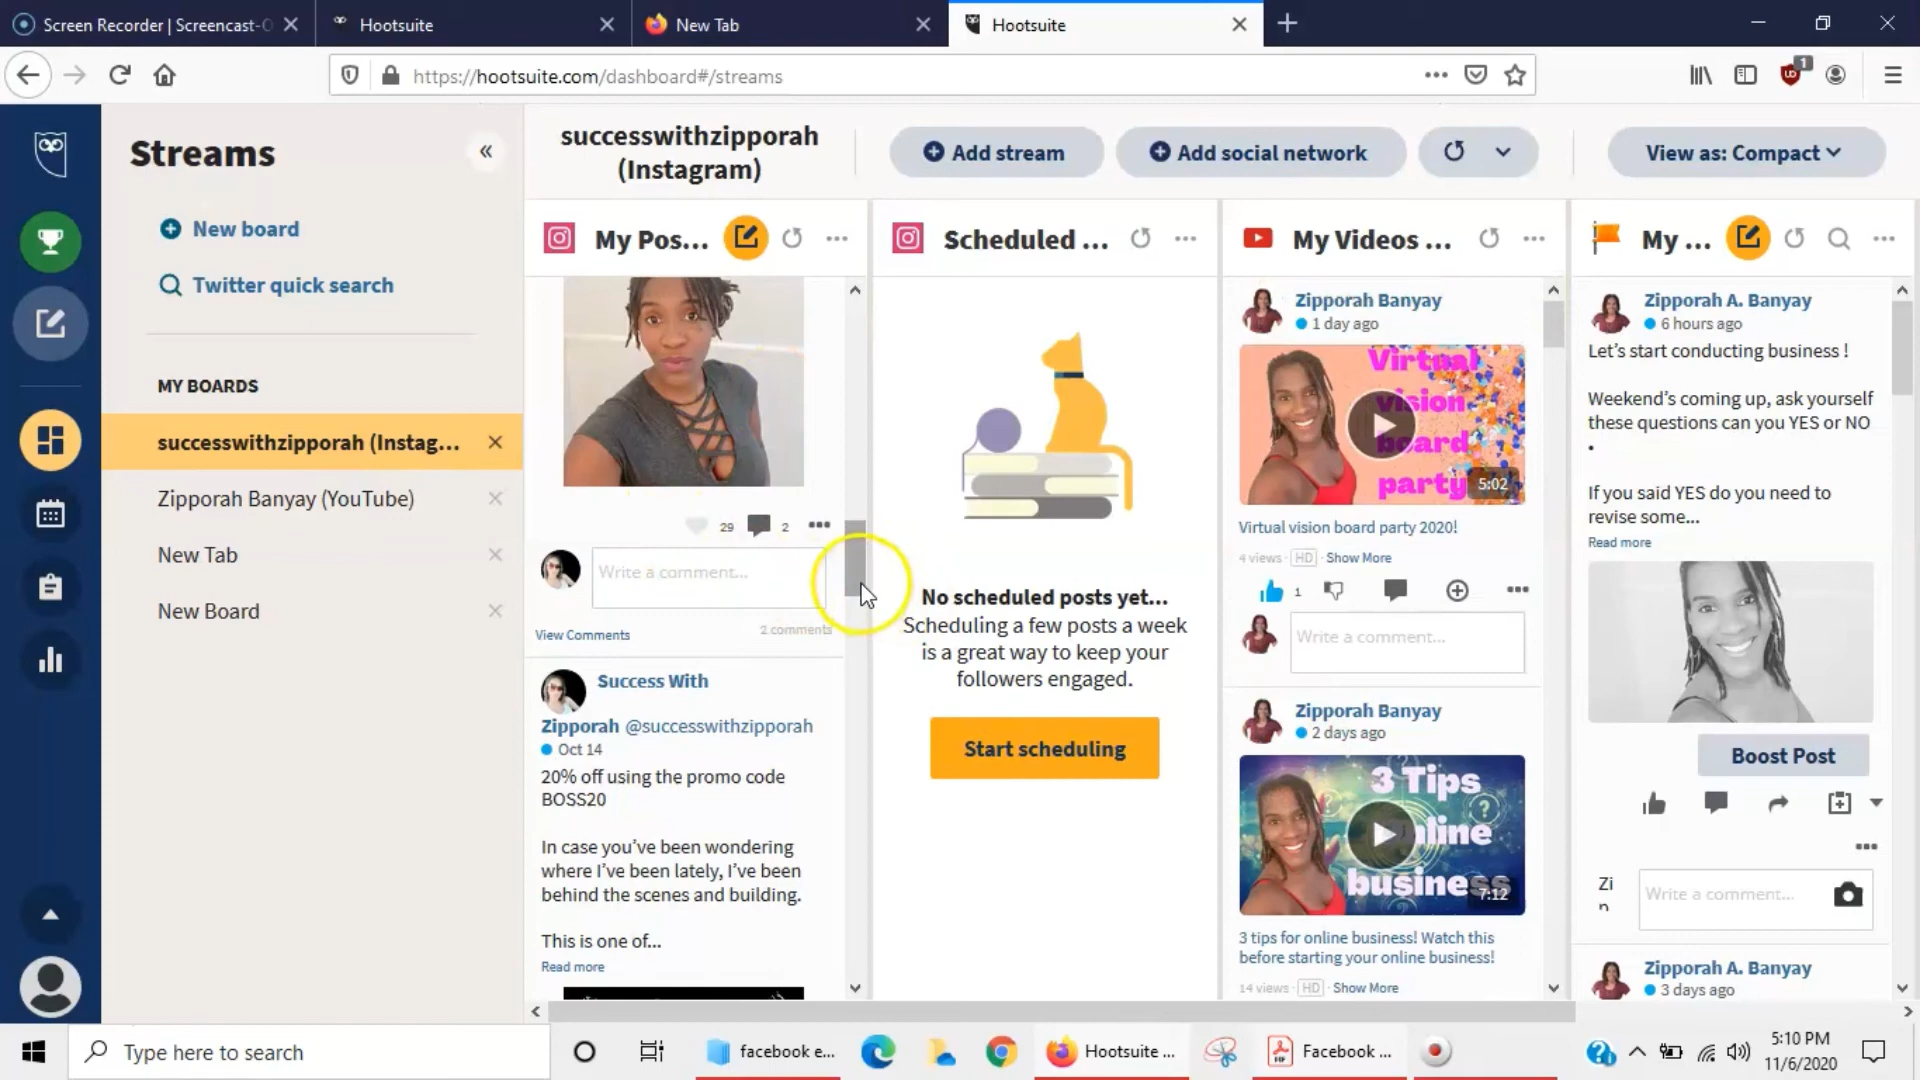 Screen Recorder | Screencast-O
Hootsuite
New Tab
Hootsuite
https://hootsuite.com/dashboard#/streams
1
Streams
New board
Twitter quick search
MY BOARDS
successwithzipporah (Instag...
Zipporah Banyay (YouTube)
New Tab
New Board
successwithzipporah
(Instagram)
Add stream
Add social network
View as: Compact
My Pos...
29
2
Write a comment...
View Comments
2 comments
Success With
Zipporah @successwithzipporah
Oct 14
20% off using the promo code
BOSS20
In case you've been wondering
where I've been lately, I've been
behind the scenes and building.
This is one of...
Read more
Scheduled ...
No scheduled posts yet...
Scheduling a few posts a week
is a great way to keep your
followers engaged.
Start scheduling
My Videos ...
Zipporah Banyay
1 day ago
Virtual
vision
board
party
5:02
Virtual vision board party 2020!
4 views · HD · Show More
1
Write a comment...
Zipporah Banyay
2 days ago
3 Tips
online
business
7:12
3 tips for online business! Watch this
before starting your online business!
14 views · HD · Show More
My ...
Zipporah A. Banyay
6 hours ago
Let's start conducting business !
Weekend's coming up, ask yourself
these questions can you YES or NO
•
If you said YES do you need to
revise some...
Read more
Boost Post
Zi
n
Write a comment...
Zipporah A. Banyay
3 days ago
Type here to search
facebook e...
Hootsuite ...
Facebook ...
5:10 PM
11/6/2020